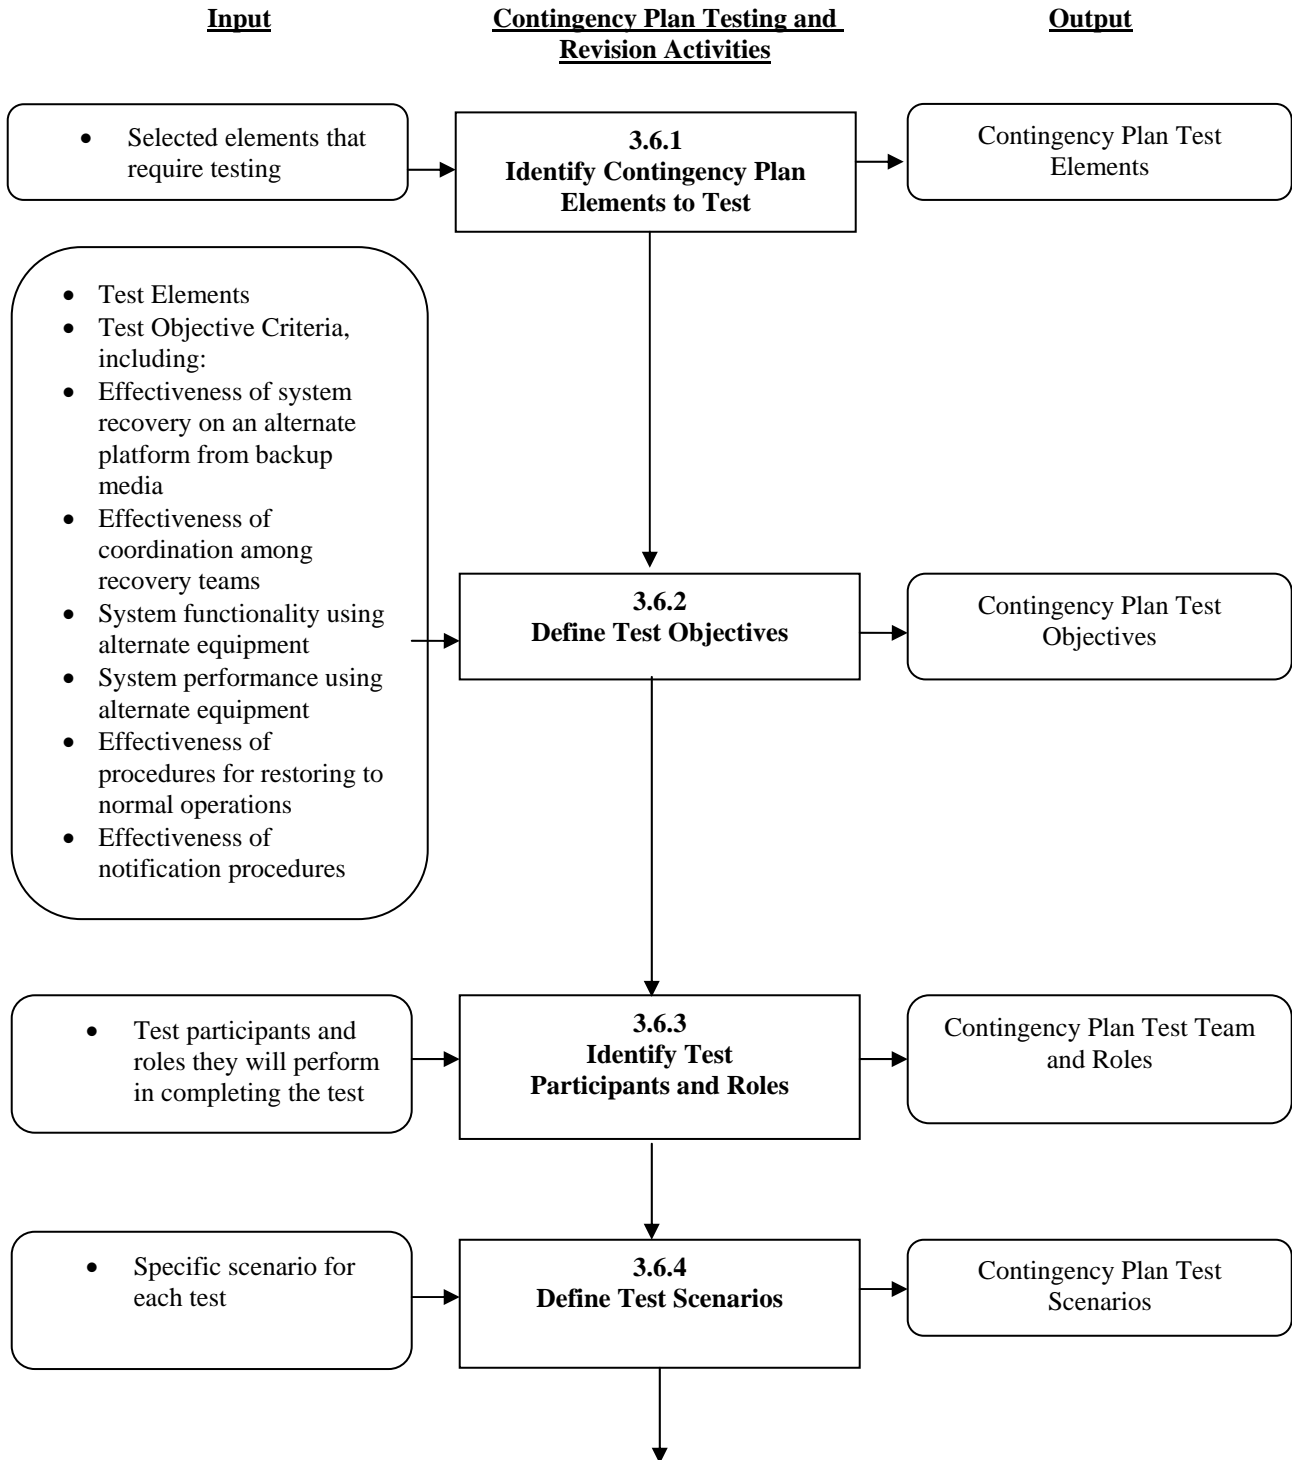 Input
Contingency Plan Testing and
Revision Activities
Output
• Selected elements that
require testing
3.6.1
Identify Contingency Plan
Elements to Test
Contingency Plan Test
Elements
• Test Elements
• Test Objective Criteria,
including:
• Effectiveness of system
recovery on an alternate
platform from backup
media
• Effectiveness of
coordination among
recovery teams
• System functionality using
alternate equipment
• System performance using
alternate equipment
• Effectiveness of
procedures for restoring to
normal operations
• Effectiveness of
notification procedures
3.6.2
Define Test Objectives
Contingency Plan Test
Objectives
• Test participants and
roles they will perform
in completing the test
3.6.3
Identify Test
Participants and Roles
Contingency Plan Test Team
and Roles
• Specific scenario for
each test
3.6.4
Define Test Scenarios
Contingency Plan Test
Scenarios